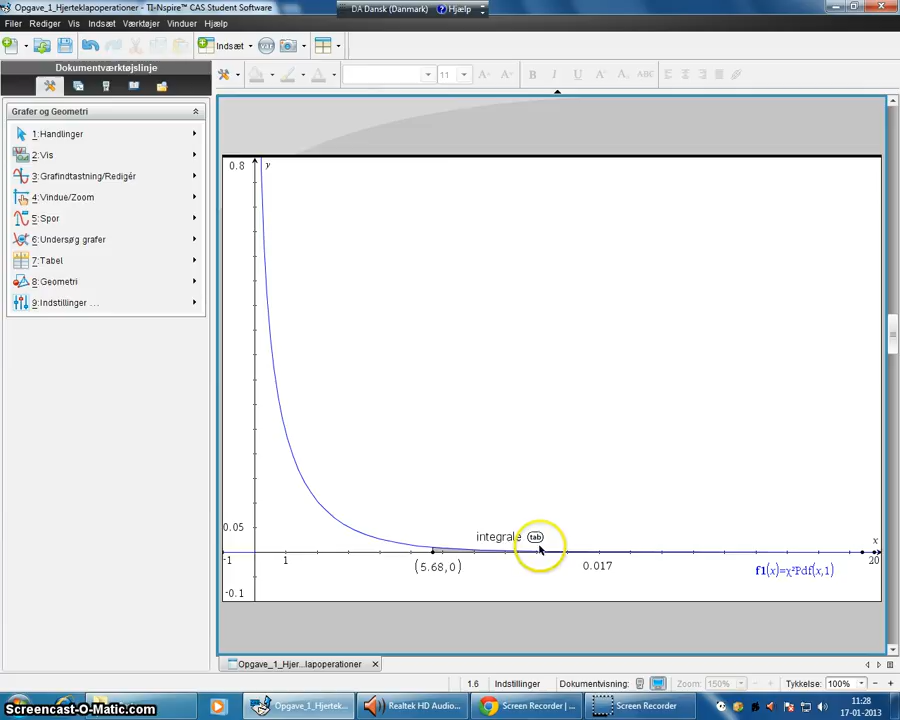 Opgave_1_Hjerteklapoperationer - TI-Nspire™ CAS Student Software
DA Dansk (Danmark) Hjælp
Filer Rediger Vis Indsæt Værktøjer Vinduer Hjælp
Indsæt
Dokumentværktøjslinje
11 B I U A A ABC
Grafer og Geometri
1:Handlinger
2:Vis
3:Grafindtastning/Redigér
4:Vindue/Zoom
5:Spor
6:Undersøg grafer
7:Tabel
8:Geometri
9:Indstillinger ...
0.8 y
0.05
integrale tab
x
-1 1 20
(5.68,0) 0.017 f1(x)=χ²Pdf(x,1)
-0.1
Opgave_1_Hjer...lapoperationer
1.6 Indstillinger Dokumentvisning: Zoom: 150% Tykkelse: 100%
Opgave_1_Hjertek... Realtek HD Audio... Screen Recorder | ... Screen Recorder
11:28
17-01-2013
Screencast-O-Matic.com